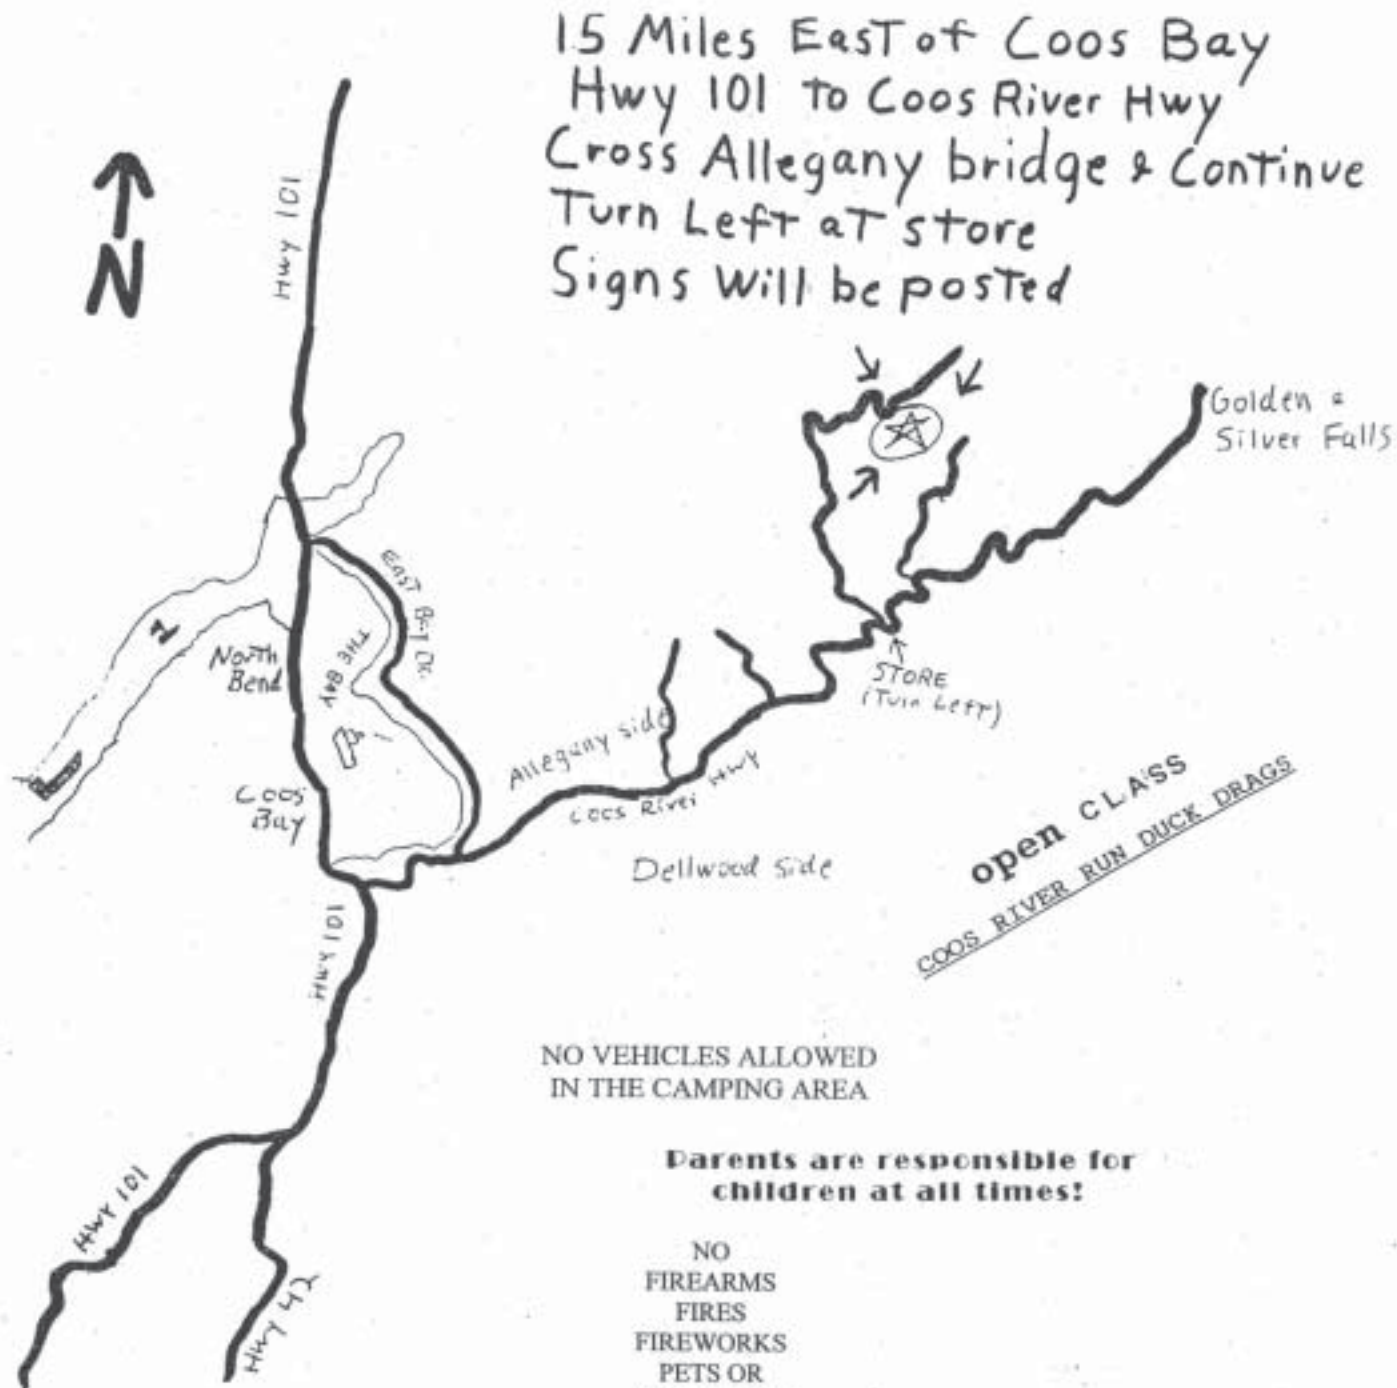 15 Miles East of Coos Bay
Hwy 101 to Coos River Hwy
Cross Allegany bridge & Continue
Turn Left at store
Signs Will be posted
N
Hwy 101
Golden &
Silver Falls
East Bay Dr.
THE BAY
North
Bend
STORE
(Turn Left)
Allegany side
Coos River Hwy
Coos
Bay
Dellwood Side
open CLASS
COOS RIVER RUN DUCK DRAGS
Hwy 101
NO VEHICLES ALLOWED
IN THE CAMPING AREA
Parents are responsible for
children at all times!
Hwy 101
Hwy 42
NO
FIREARMS
FIRES
FIREWORKS
PETS OR